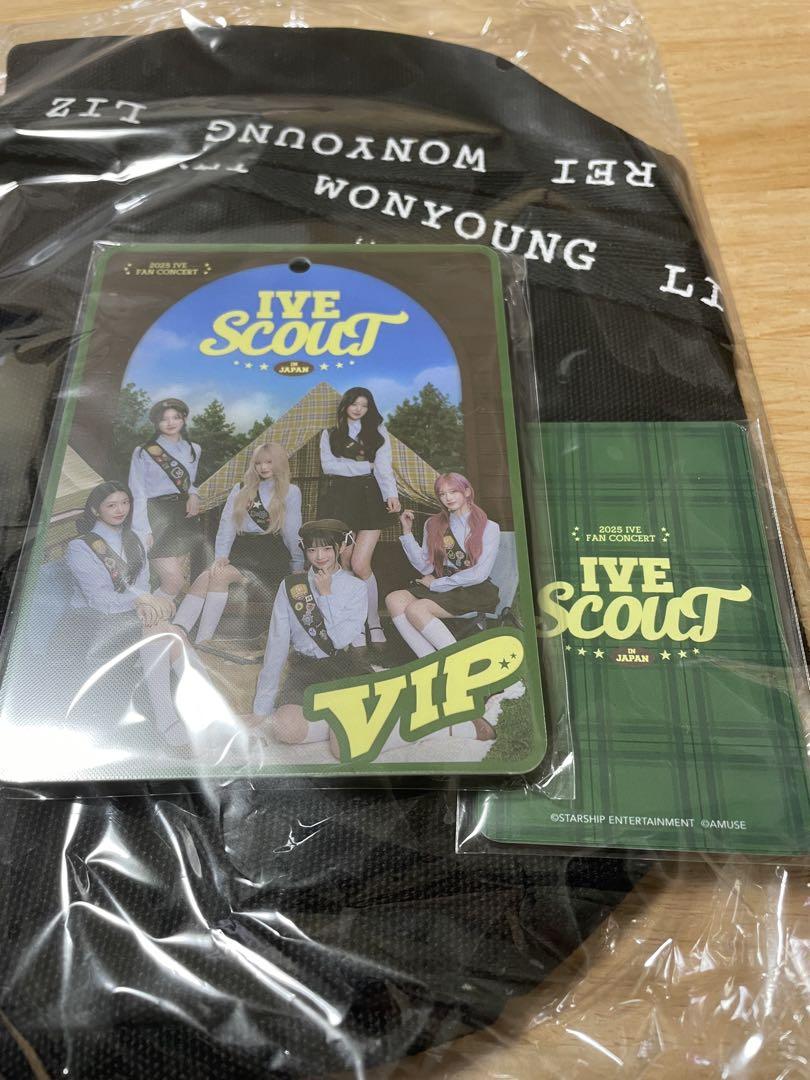 LIZ WONYOUNG REI
WONYOUNG LI
2025 IVE
FAN CONCERT
IVE
SCOUT
IN
JAPAN
VIP
2025 IVE
FAN CONCERT
IVE
SCOUT
IN
JAPAN
©STARSHIP ENTERTAINMENT ©AMUSE